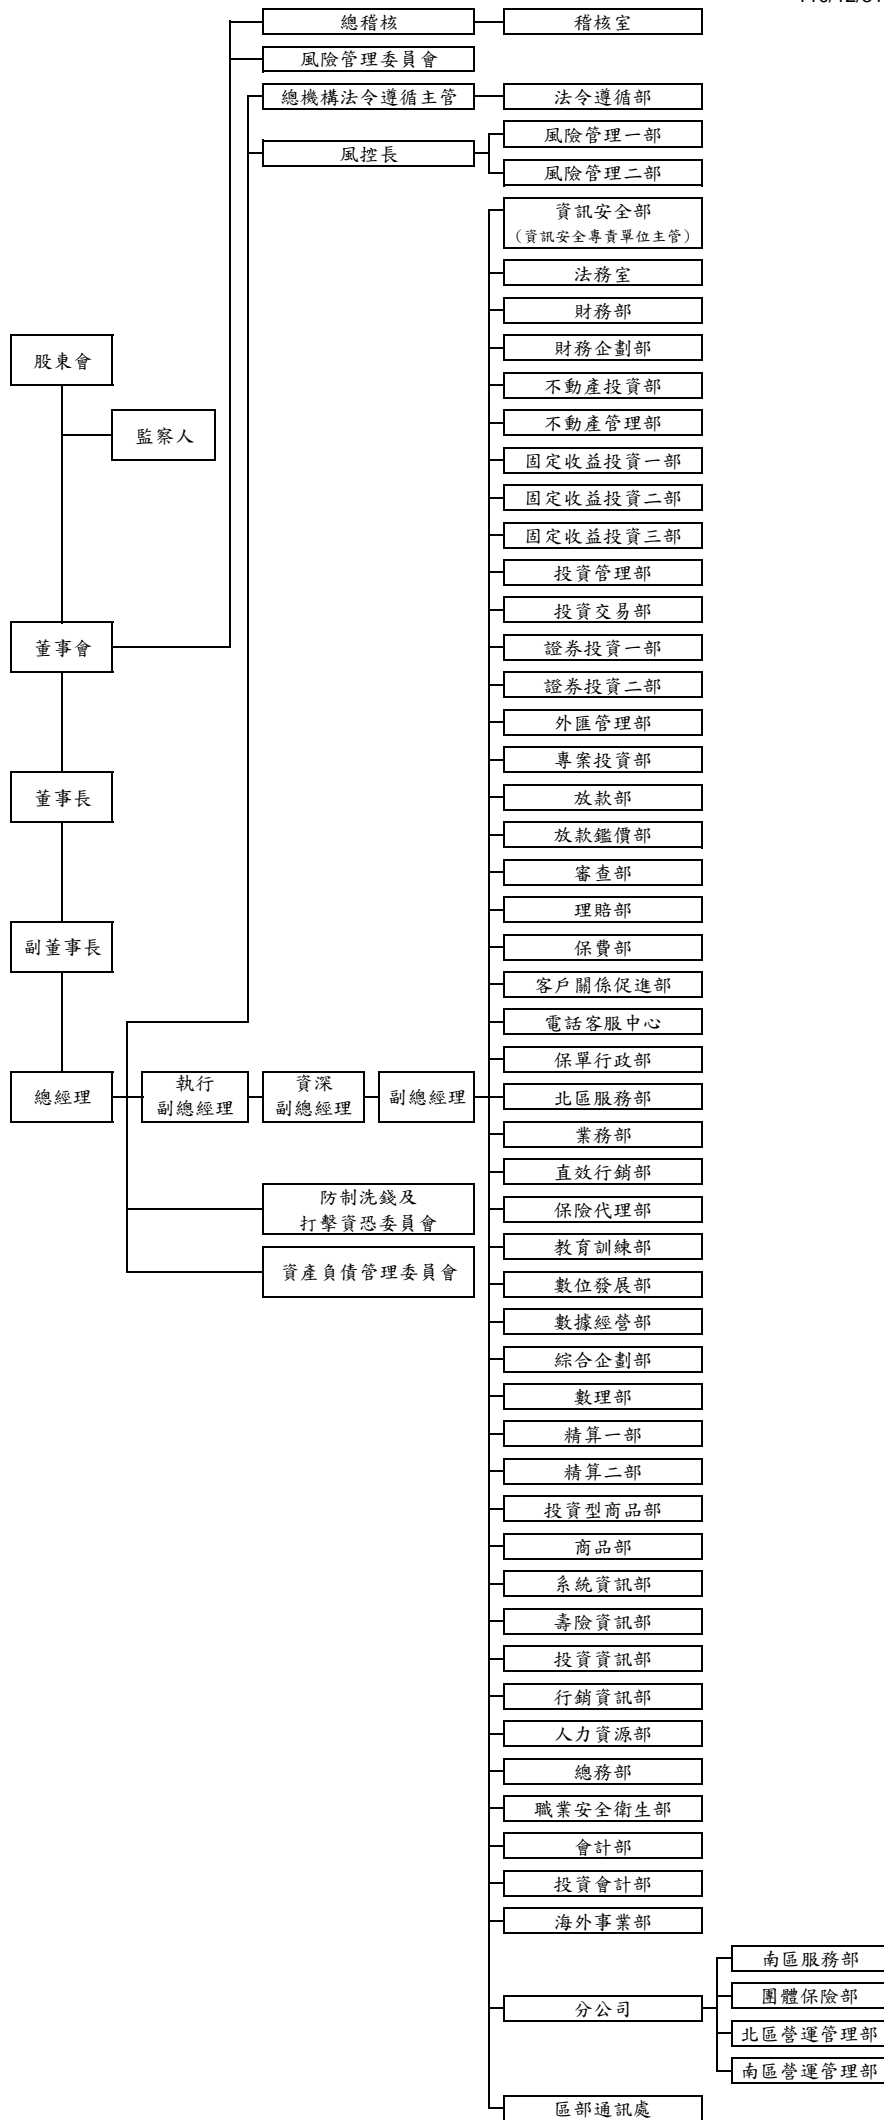 總稽核
稽核室
風險管理委員會
總機構法令遵循主管
法令遵循部
風控長
風險管理一部
風險管理二部
資訊安全部
（資訊安全專責單位主管）
法務室
財務部
財務企劃部
股東會
監察人
不動產投資部
不動產管理部
固定收益投資一部
固定收益投資二部
固定收益投資三部
投資管理部
投資交易部
董事會
證券投資一部
證券投資二部
外匯管理部
專案投資部
董事長
放款部
放款鑑價部
審查部
理賠部
副董事長
保費部
客戶關係促進部
電話客服中心
保單行政部
總經理
執行
副總經理
資深
副總經理
副總經理
北區服務部
業務部
直效行銷部
防制洗錢及
打擊資恐委員會
保險代理部
教育訓練部
資產負債管理委員會
數位發展部
數據經營部
綜合企劃部
數理部
精算一部
精算二部
投資型商品部
商品部
系統資訊部
壽險資訊部
投資資訊部
行銷資訊部
人力資源部
總務部
職業安全衛生部
會計部
投資會計部
海外事業部
分公司
南區服務部
團體保險部
北區營運管理部
南區營運管理部
區部通訊處